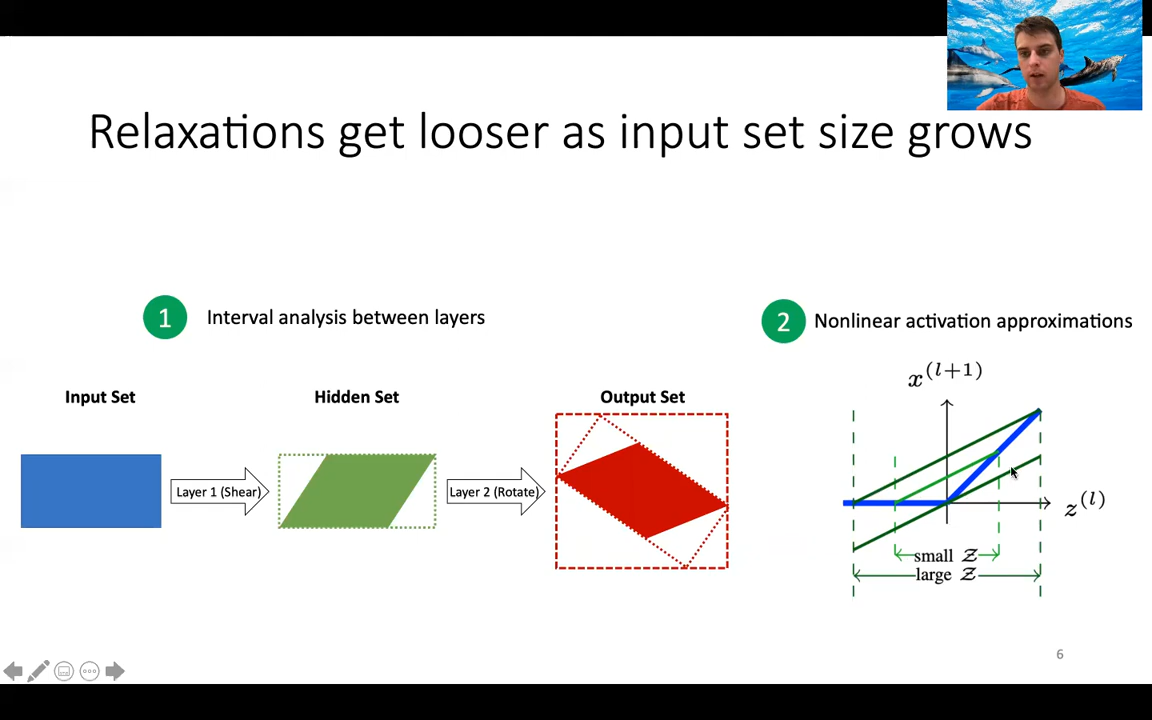 Relaxations get looser as input set size grows
1
Interval analysis between layers
2
Nonlinear activation approximations
Input Set
Hidden Set
Output Set
Layer 1 (Shear)
Layer 2 (Rotate)
x^(l+1)
z^(l)
small 𝒵
large 𝒵
6